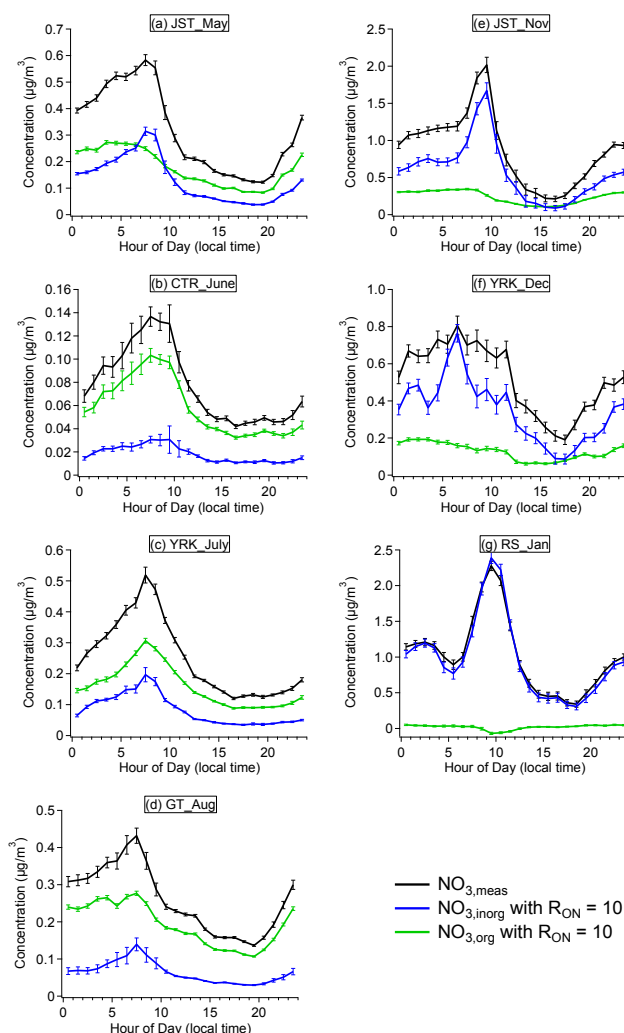 (a) JST_May
Concentration (µg/m³)
0.7
0.6
0.5
0.4
0.3
0.2
0.1
0
0 5 10 15 20
Hour of Day (local time)
(e) JST_Nov
Concentration (µg/m³)
2.5
2.0
1.5
1.0
0.5
0
0 5 10 15 20
Hour of Day (local time)
(b) CTR_June
Concentration (µg/m³)
0.16
0.14
0.12
0.10
0.08
0.06
0.04
0.02
0
0 5 10 15 20
Hour of Day (local time)
(f) YRK_Dec
Concentration (µg/m³)
1.0
0.8
0.6
0.4
0.2
0
0 5 10 15 20
Hour of Day (local time)
(c) YRK_July
Concentration (µg/m³)
0.6
0.5
0.4
0.3
0.2
0.1
0
0 5 10 15 20
Hour of Day (local time)
(g) RS_Jan
Concentration (µg/m³)
2.5
2.0
1.5
1.0
0.5
0
0 5 10 15 20
Hour of Day (local time)
(d) GT_Aug
Concentration (µg/m³)
0.5
0.4
0.3
0.2
0.1
0
0 5 10 15 20
Hour of Day (local time)
NO3,meas
NO3,inorg with RON = 10
NO3,org with RON = 10